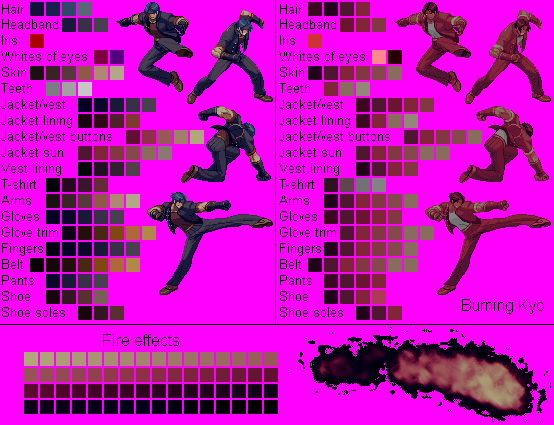 Hair
Headband
Iris
Whites of eyes
Skin
Teeth
Jacket/vest
Jacket lining
Jacket/vest buttons
Jacket sun
Vest lining
T-shirt
Arms
Gloves
Glove trim
Fingers
Belt
Pants
Shoe
Shoe soles
Hair
Headband
Iris
Whites of eyes
Skin
Teeth
Jacket/vest
Jacket lining
Jacket/vest buttons
Jacket sun
Vest lining
T-shirt
Arms
Gloves
Glove trim
Fingers
Belt
Pants
Shoe
Shoe soles
Burning Kyo
Fire effects